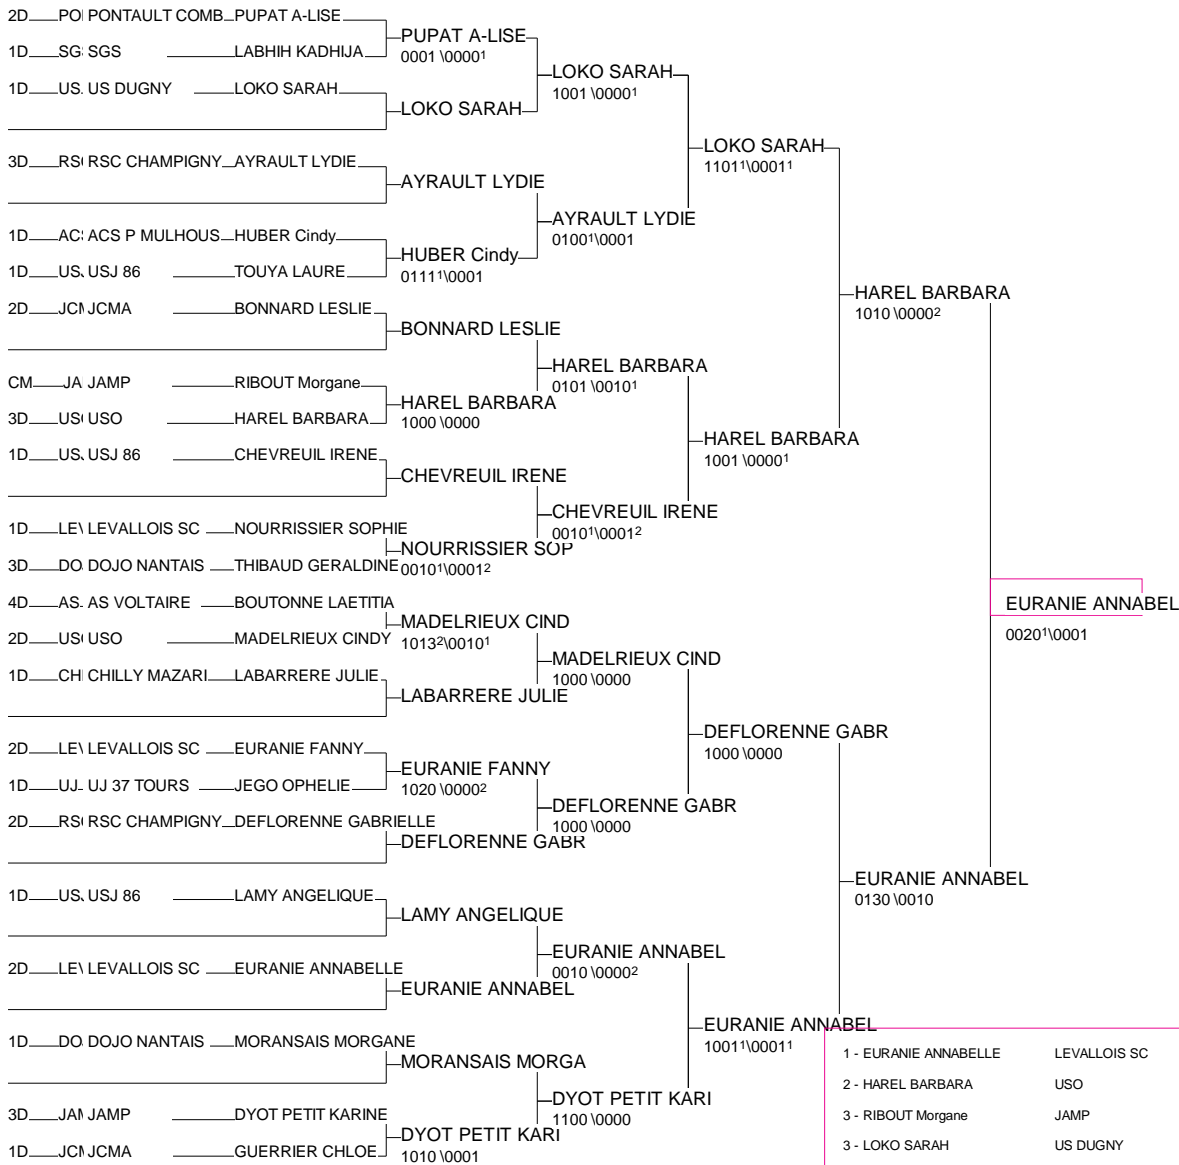 2D PO PONTAULT COMB PUPAT A-LISE
PUPAT A-LISE
1D SG SGS LABHIH KADHIJA
0001 \0000¹
LOKO SARAH
1001 \0000¹
1D US. US DUGNY LOKO SARAH
LOKO SARAH
LOKO SARAH
11011\0001¹
3D RS RSC CHAMPIGNY AYRAULT LYDIE
AYRAULT LYDIE
AYRAULT LYDIE
0100¹\0001
1D AC ACS P MULHOUS HUBER Cindy
HUBER Cindy
0111¹\0001
1D US. USJ 86 TOUYA LAURE
HAREL BARBARA
1010 \0000²
2D JC JCMA BONNARD LESLIE
BONNARD LESLIE
HAREL BARBARA
0101 \0010¹
CM JA JAMP RIBOUT Morgane
HAREL BARBARA
1000 \0000
3D US USO HAREL BARBARA
HAREL BARBARA
1001 \0000¹
1D US. USJ 86 CHEVREUIL IRENE
CHEVREUIL IRENE
CHEVREUIL IRENE
0010¹\0001²
1D LE LEVALLOIS SC NOURRISSIER SOPHIE
NOURRISSIER SOP
0010¹\0001²
3D DO DOJO NANTAIS THIBAUD GERALDINE
4D AS. AS VOLTAIRE BOUTONNE LAETITIA
EURANIE ANNABEL
0020¹\0001
MADELRIEUX CIND
1013²\0010¹
2D US USO MADELRIEUX CINDY
MADELRIEUX CIND
1000 \0000
1D CH CHILLY MAZARI LABARRERE JULIE
LABARRERE JULIE
DEFLORENNE GABR
1000 \0000
2D LE LEVALLOIS SC EURANIE FANNY
EURANIE FANNY
1020 \0000²
1D UJ UJ 37 TOURS JEGO OPHELIE
DEFLORENNE GABR
1000 \0000
2D RS RSC CHAMPIGNY DEFLORENNE GABRIELLE
DEFLORENNE GABR
EURANIE ANNABEL
0130 \0010
1D US. USJ 86 LAMY ANGELIQUE
LAMY ANGELIQUE
EURANIE ANNABEL
0010 \0000²
2D LE LEVALLOIS SC EURANIE ANNABELLE
EURANIE ANNABEL
EURANIE ANNABEL
1001¹\0001¹
1D DO DOJO NANTAIS MORANSAIS MORGANE
MORANSAIS MORGA
DYOT PETIT KARI
1100 \0000
3D JA JAMP DYOT PETIT KARINE
DYOT PETIT KARI
1010 \0001
1D JC JCMA GUERRIER CHLOE
1 - EURANIE ANNABELLE LEVALLOIS SC
2 - HAREL BARBARA USO
3 - RIBOUT Morgane JAMP
3 - LOKO SARAH US DUGNY